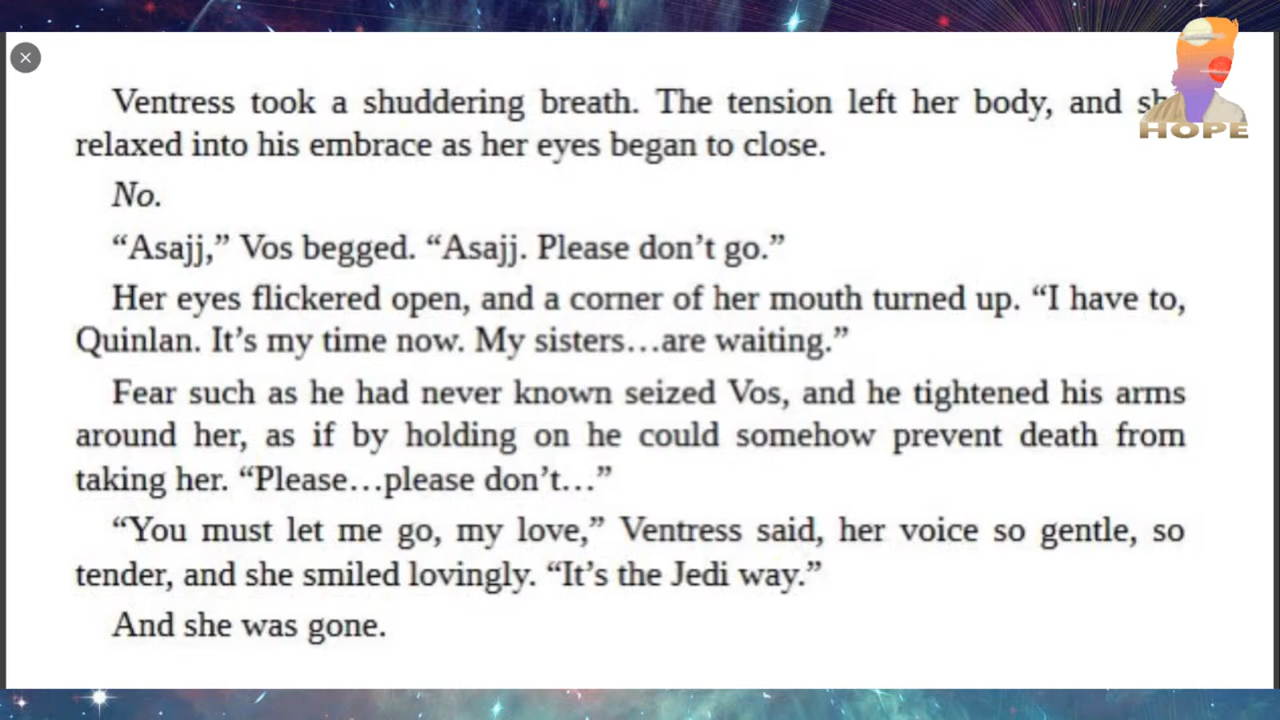 HOPE
Ventress took a shuddering breath. The tension left her body, and
relaxed into his embrace as her eyes began to close.
No.
“Asajj,” Vos begged. “Asajj. Please don’t go.”
Her eyes flickered open, and a corner of her mouth turned up. “I have to,
Quinlan. It’s my time now. My sisters…are waiting.”
Fear such as he had never known seized Vos, and he tightened his arms
around her, as if by holding on he could somehow prevent death from
taking her. “Please…please don’t…”
“You must let me go, my love,” Ventress said, her voice so gentle, so
tender, and she smiled lovingly. “It’s the Jedi way.”
And she was gone.